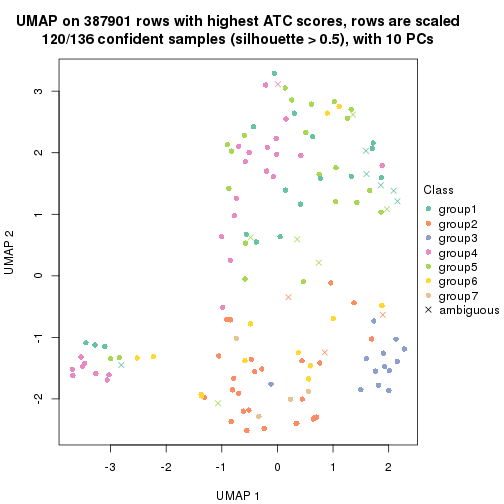 UMAP on 387901 rows with highest ATC scores, rows are scaled
120/136 confident samples (silhouette > 0.5), with 10 PCs
3
2
1
0
-1
-2
UMAP 2
-3
-2
-1
0
1
2
UMAP 1
Class
group1
group2
group3
group4
group5
group6
group7
ambiguous